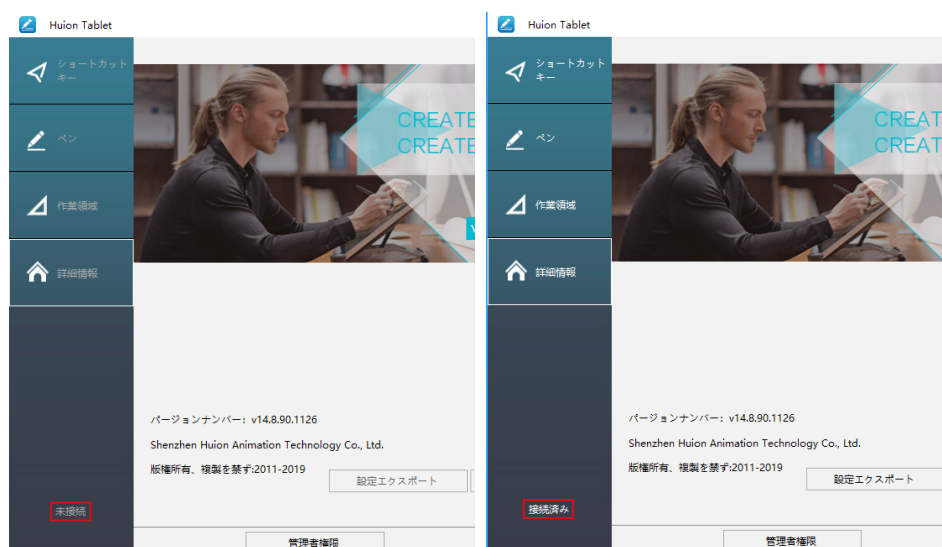 Huion Tablet
ショートカット
キー
ペン
作業領域
詳細情報
未接続
CREATE
CREATE
バージョンナンバー: v14.8.90.1126
Shenzhen Huion Animation Technology Co., Ltd.
版権所有、複製を禁ず:2011-2019
設定エクスポート
管理者権限
Huion Tablet
ショートカット
キー
ペン
作業領域
詳細情報
接続済み
CREAT
CREAT
バージョンナンバー: v14.8.90.1126
Shenzhen Huion Animation Technology Co., Ltd.
版権所有、複製を禁ず:2011-2019
設定エクスポート
管理者権限